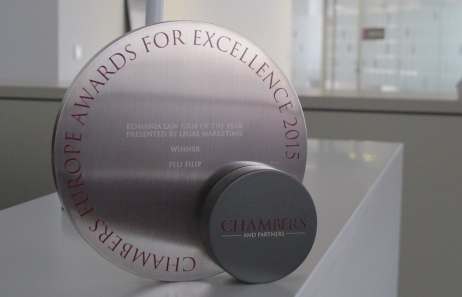 CHAMBERS EUROPE AWARDS FOR EXCELLENCE 2015
ROMANIA LAW FIRM OF THE YEAR
PRESENTED BY LEGAL MARKETING
WINNER
PELI FILIP
CHAMBERS
AND PARTNERS